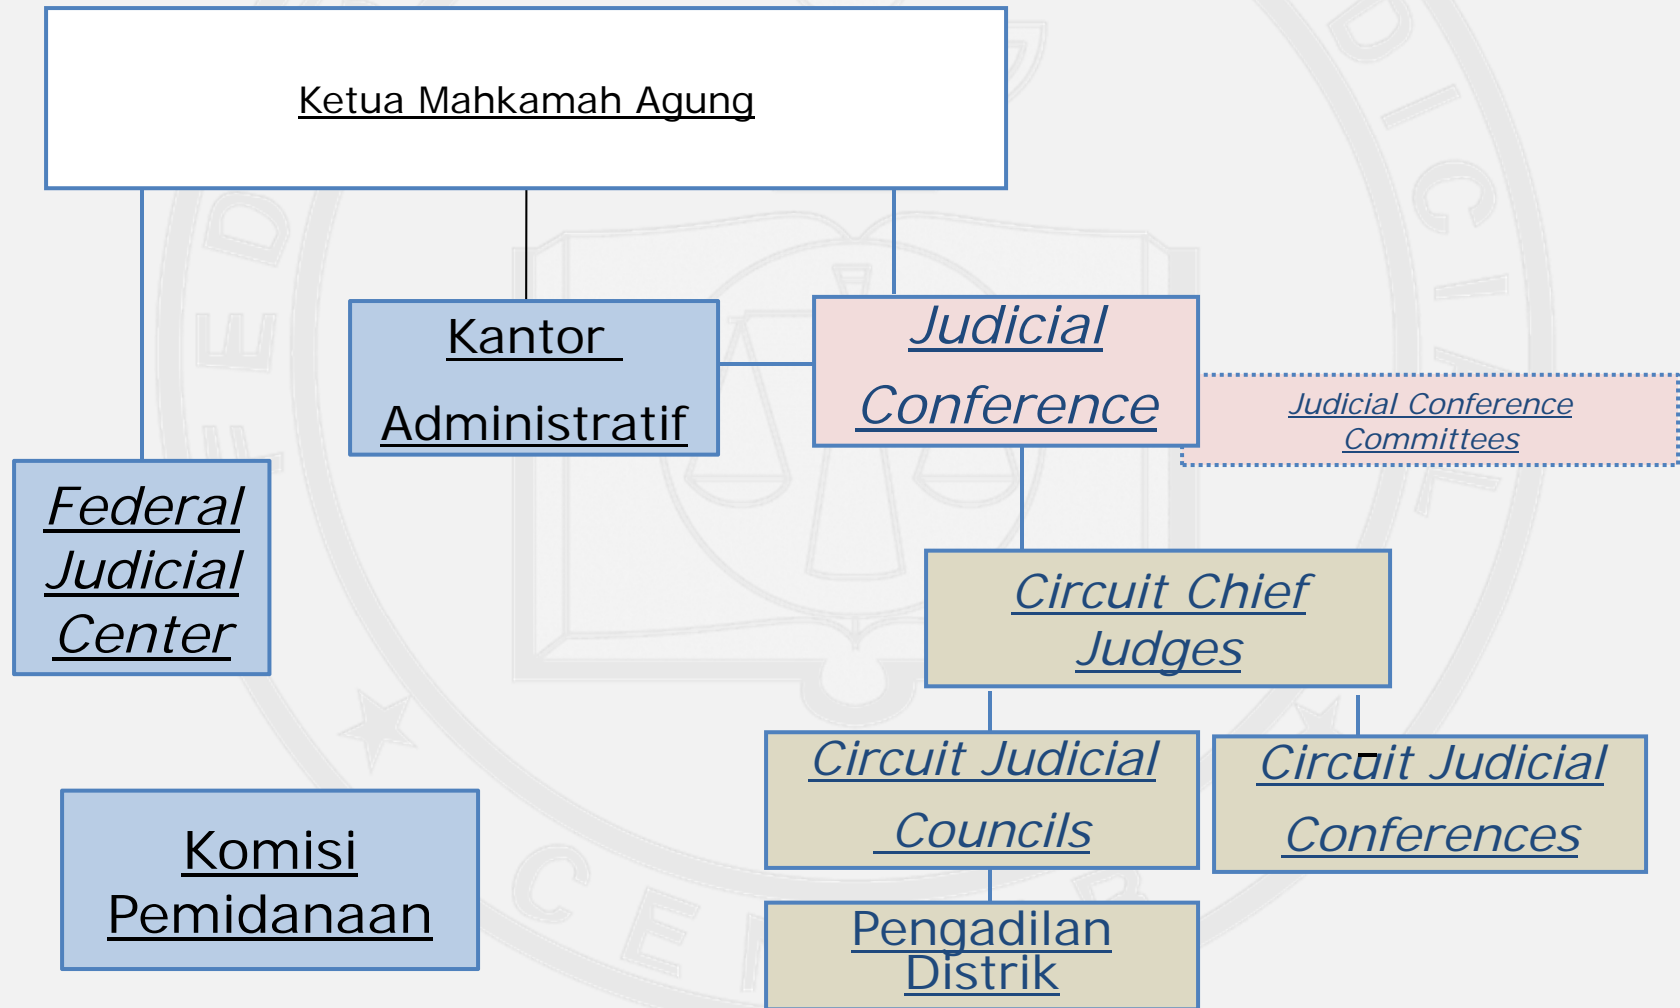 Ketua Mahkamah Agung
Kantor
Administratif
Judicial
Conference
Judicial Conference
Committees
Federal
Judicial
Center
Circuit Chief
Judges
Circuit Judicial
Councils
Circuit Judicial
Conferences
Komisi
Pemidanaan
Pengadilan
Distrik